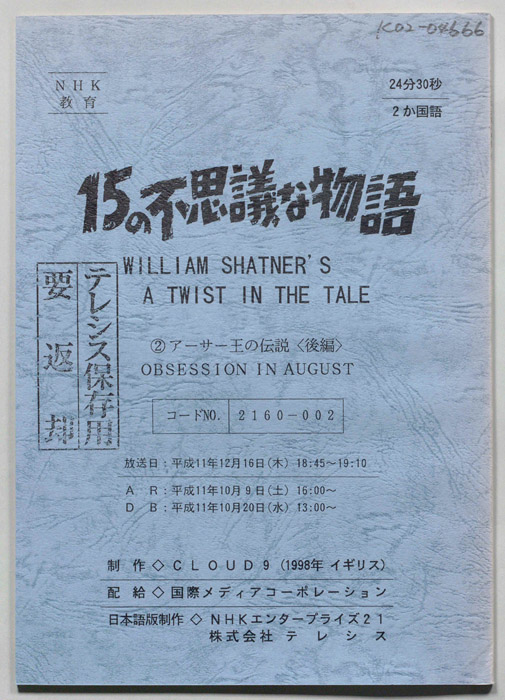 K02-04666
NHK
教育
24分30秒
2か国語
15の不思議な物語
WILLIAM SHATNER'S
A TWIST IN THE TALE
テレシス保存用
要返却
②アーサー王の伝説〈後編〉
OBSESSION IN AUGUST
コードNO. 2160-002
放送日:平成11年12月16日(木) 18:45~19:10
A R:平成11年10月9日(土) 16:00~
D B:平成11年10月20日(水) 13:00~
制作◇CLOUD9 (1998年 イギリス)
配給◇国際メディアコーポレーション
日本語版制作◇NHKエンタープライズ21
株式会社テレシス